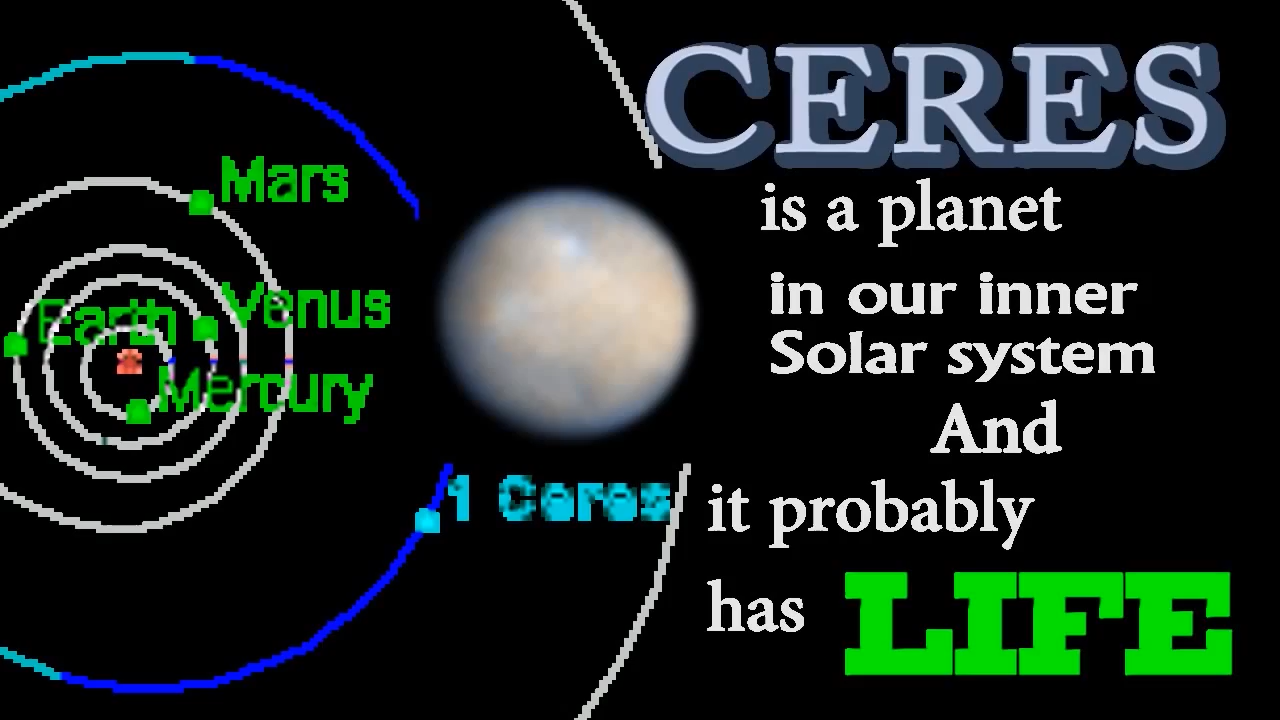 CERES
is a planet
in our inner
Solar system
And
it probably
has LIFE
Mars
Venus
Earth
Mercury
1 Ceres